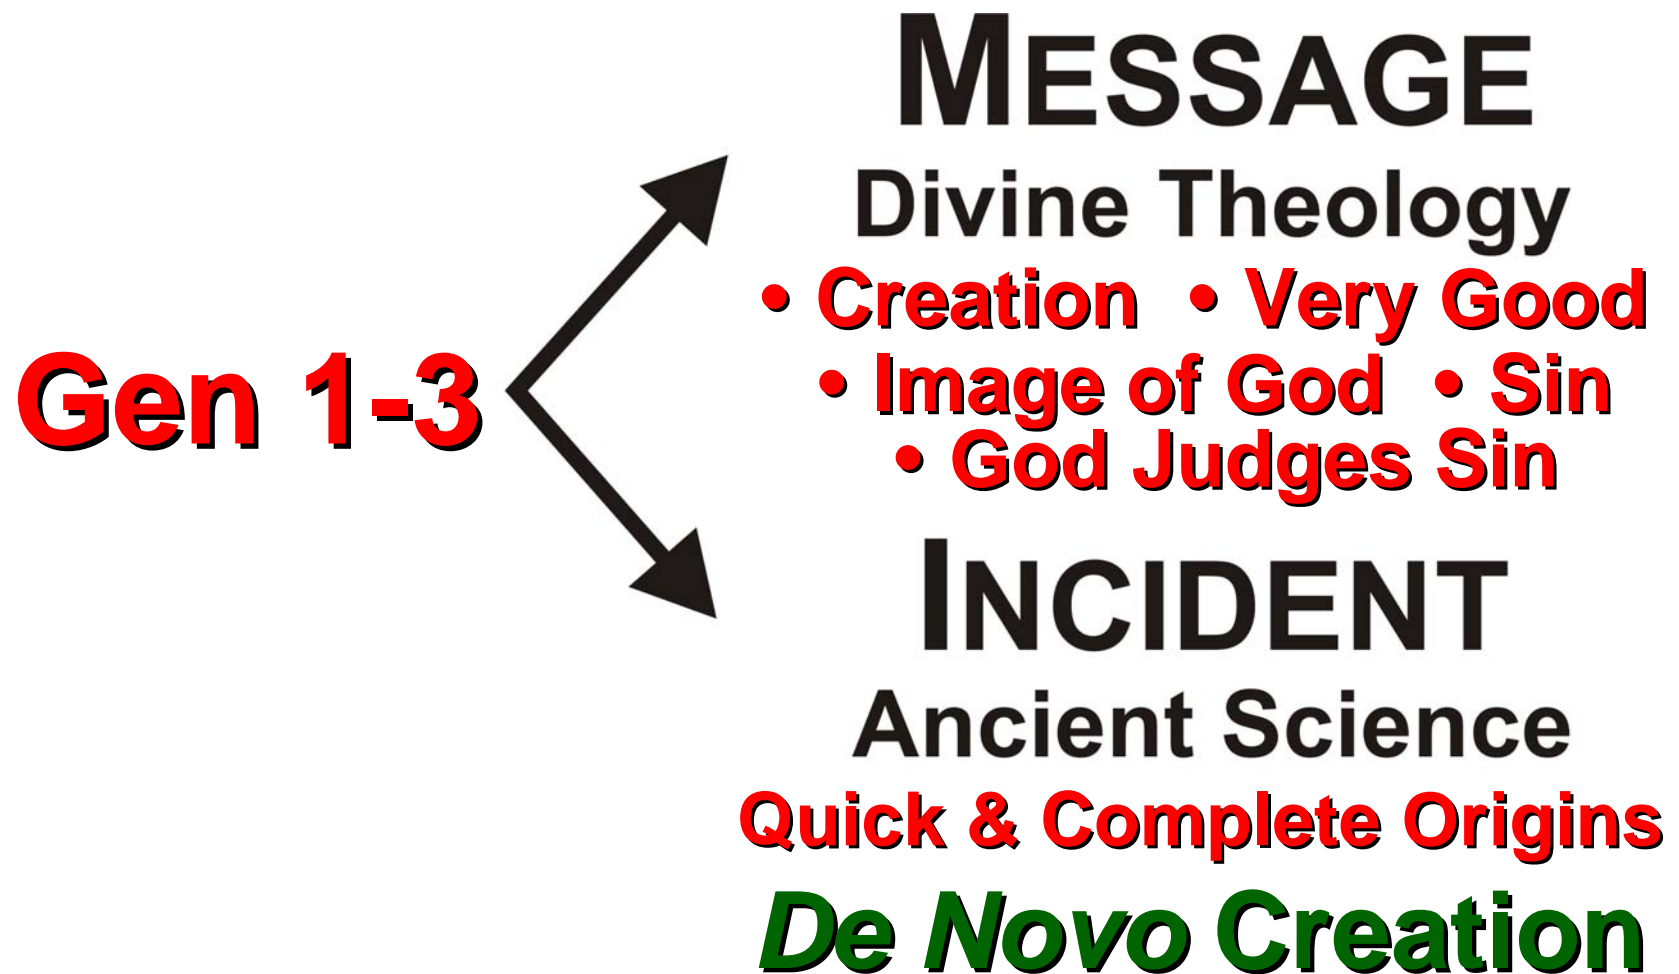 MESSAGE
Divine Theology
• Creation • Very Good
• Image of God • Sin
Gen 1-3
• God Judges Sin
INCIDENT
Ancient Science
Quick & Complete Origins
De Novo Creation